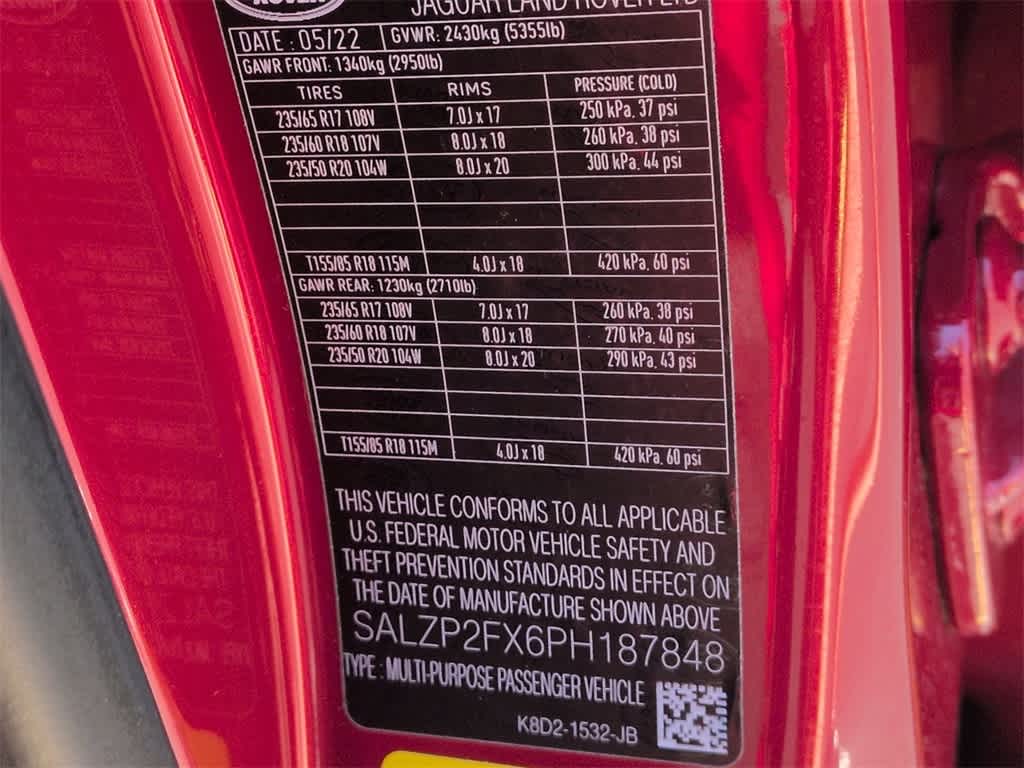 ROVER
JAGUAR LAND ROVER LTD
DATE : 05/22 GVWR: 2430kg (5355lb)
GAWR FRONT: 1340kg (2950lb)
TIRES RIMS PRESSURE (COLD)
235/65 R17 108V 7.0J x 17 250 kPa, 37 psi
235/60 R18 107V 8.0J x 18 260 kPa, 38 psi
235/50 R20 104W 8.0J x 20 300 kPa, 44 psi
T155/85 R18 115M 4.0J x 18 420 kPa, 60 psi
GAWR REAR: 1230kg (2710lb)
235/65 R17 108V 7.0J x 17 260 kPa, 38 psi
235/60 R18 107V 8.0J x 18 270 kPa, 40 psi
235/50 R20 104W 8.0J x 20 290 kPa, 43 psi
T155/85 R18 115M 4.0J x 18 420 kPa, 60 psi
THIS VEHICLE CONFORMS TO ALL APPLICABLE
U.S. FEDERAL MOTOR VEHICLE SAFETY AND
THEFT PREVENTION STANDARDS IN EFFECT ON
THE DATE OF MANUFACTURE SHOWN ABOVE
SALZP2FX6PH187848
TYPE : MULTI-PURPOSE PASSENGER VEHICLE
K8D2-1532-JB